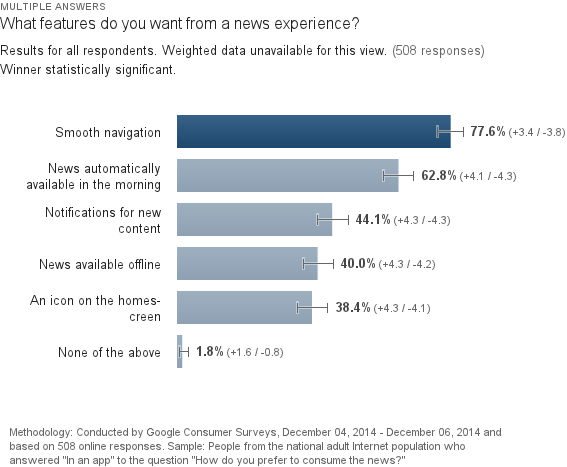 MULTIPLE ANSWERS
What features do you want from a news experience?
Results for all respondents. Weighted data unavailable for this view. (508 responses)
Winner statistically significant.
Smooth navigation
77.6% (+3.4 / -3.8)
News automatically
available in the morning
62.8% (+4.1 / -4.3)
Notifications for new
content
44.1% (+4.3 / -4.3)
News available offline
40.0% (+4.3 / -4.2)
An icon on the homes-
creen
38.4% (+4.3 / -4.1)
None of the above
1.8% (+1.6 / -0.8)
Methodology: Conducted by Google Consumer Surveys, December 04, 2014 - December 06, 2014 and
based on 508 online responses. Sample: People from the national adult Internet population who
answered "In an app" to the question "How do you prefer to consume the news?"